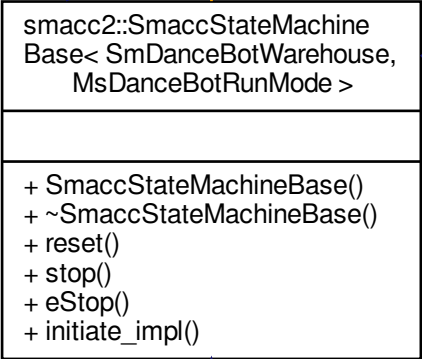 smacc2::SmaccStateMachine
Base< SmDanceBotWarehouse,
MsDanceBotRunMode >
+ SmaccStateMachineBase()
+ ~SmaccStateMachineBase()
+ reset()
+ stop()
+ eStop()
+ initiate_impl()